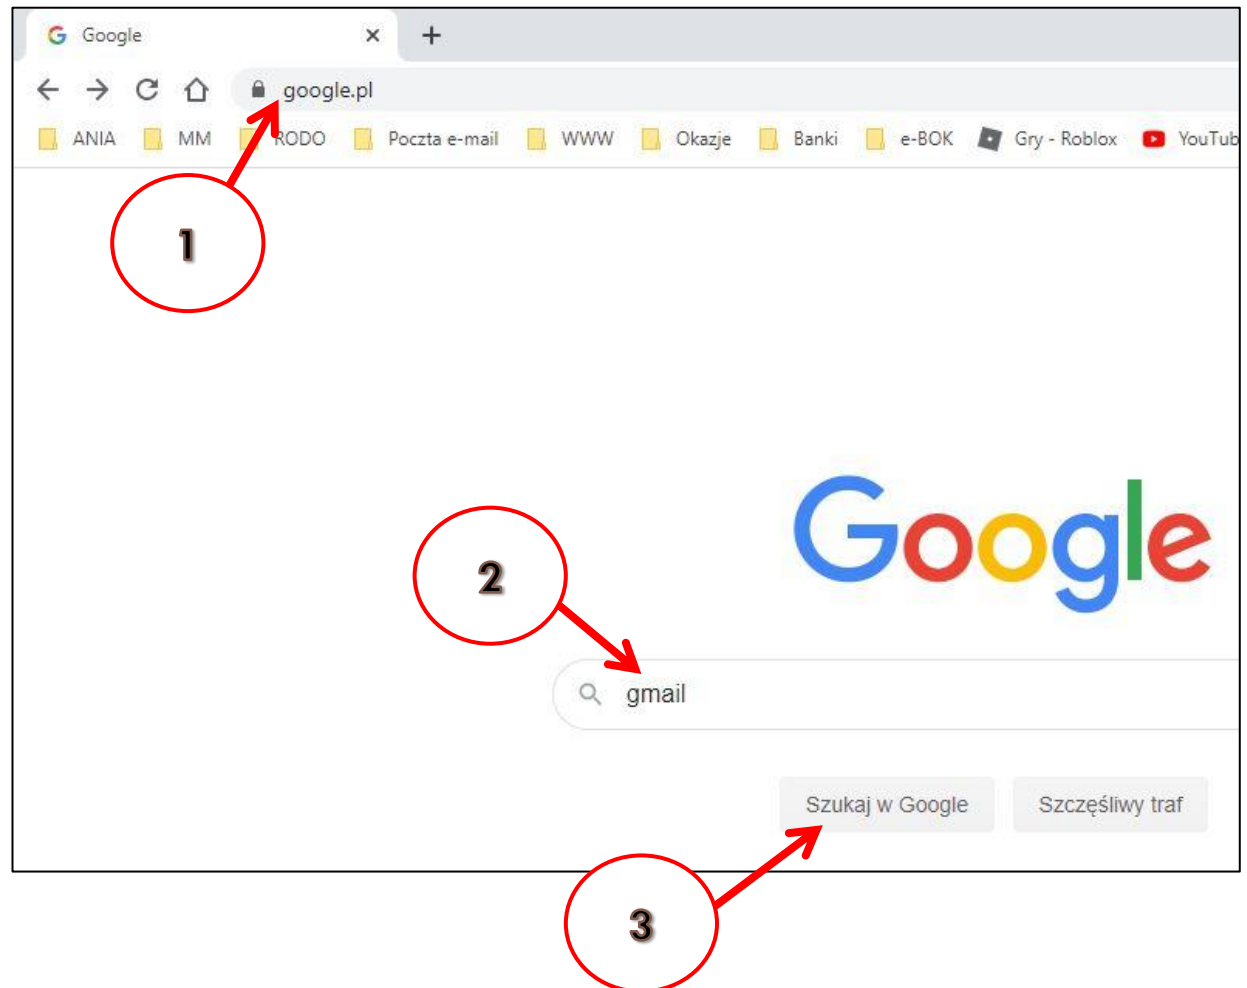 Google
google.pl
ANIA MM RODO Poczta e-mail WWW Okazje Banki e-BOK Gry - Roblox YouTub
1
Google
2
gmail
Szukaj w Google Szczęśliwy traf
3